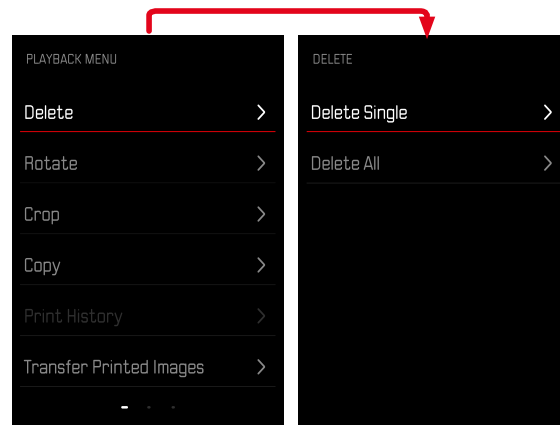 PLAYBACK MENU
Delete
Rotate
Crop
Copy
Print History
Transfer Printed Images
DELETE
Delete Single
Delete All